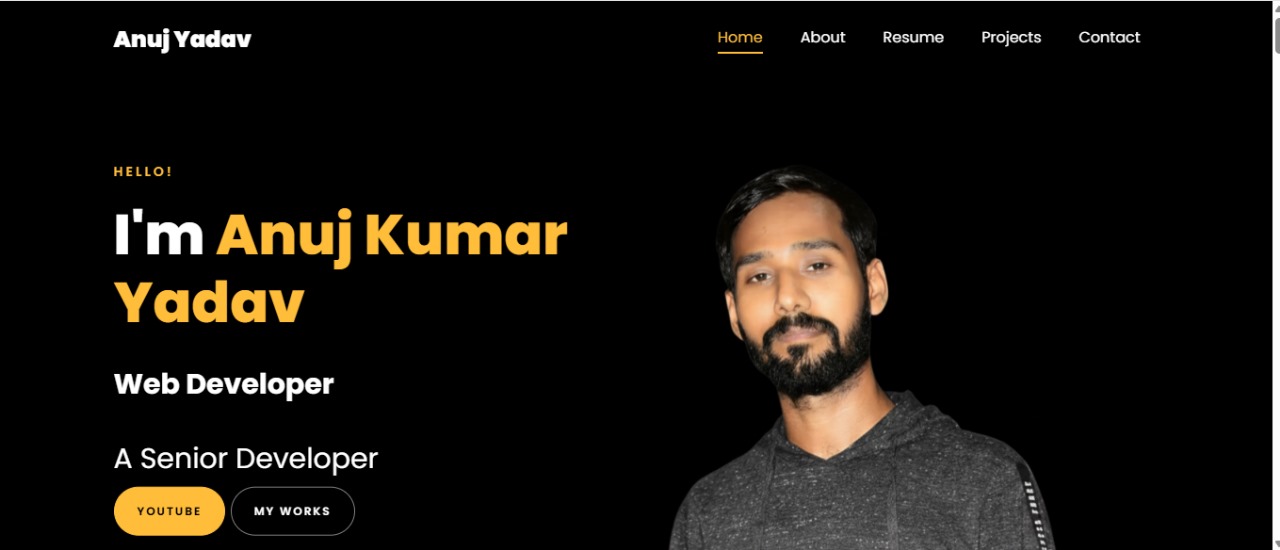 Anuj Yadav
Home About Resume Projects Contact
HELLO!
I'm Anuj Kumar
Yadav
Web Developer
A Senior Developer
YOUTUBE MY WORKS